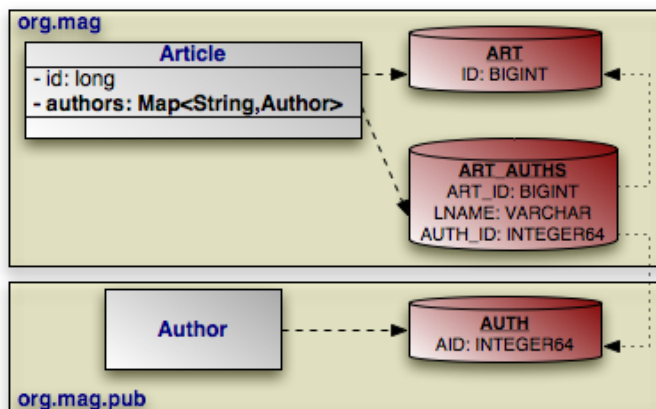 org.mag
Article
- id: long
- authors: Map<String,Author>
ART
ID: BIGINT
ART_AUTHS
ART_ID: BIGINT
LNAME: VARCHAR
AUTH_ID: INTEGER64
Author
AUTH
AID: INTEGER64
org.mag.pub